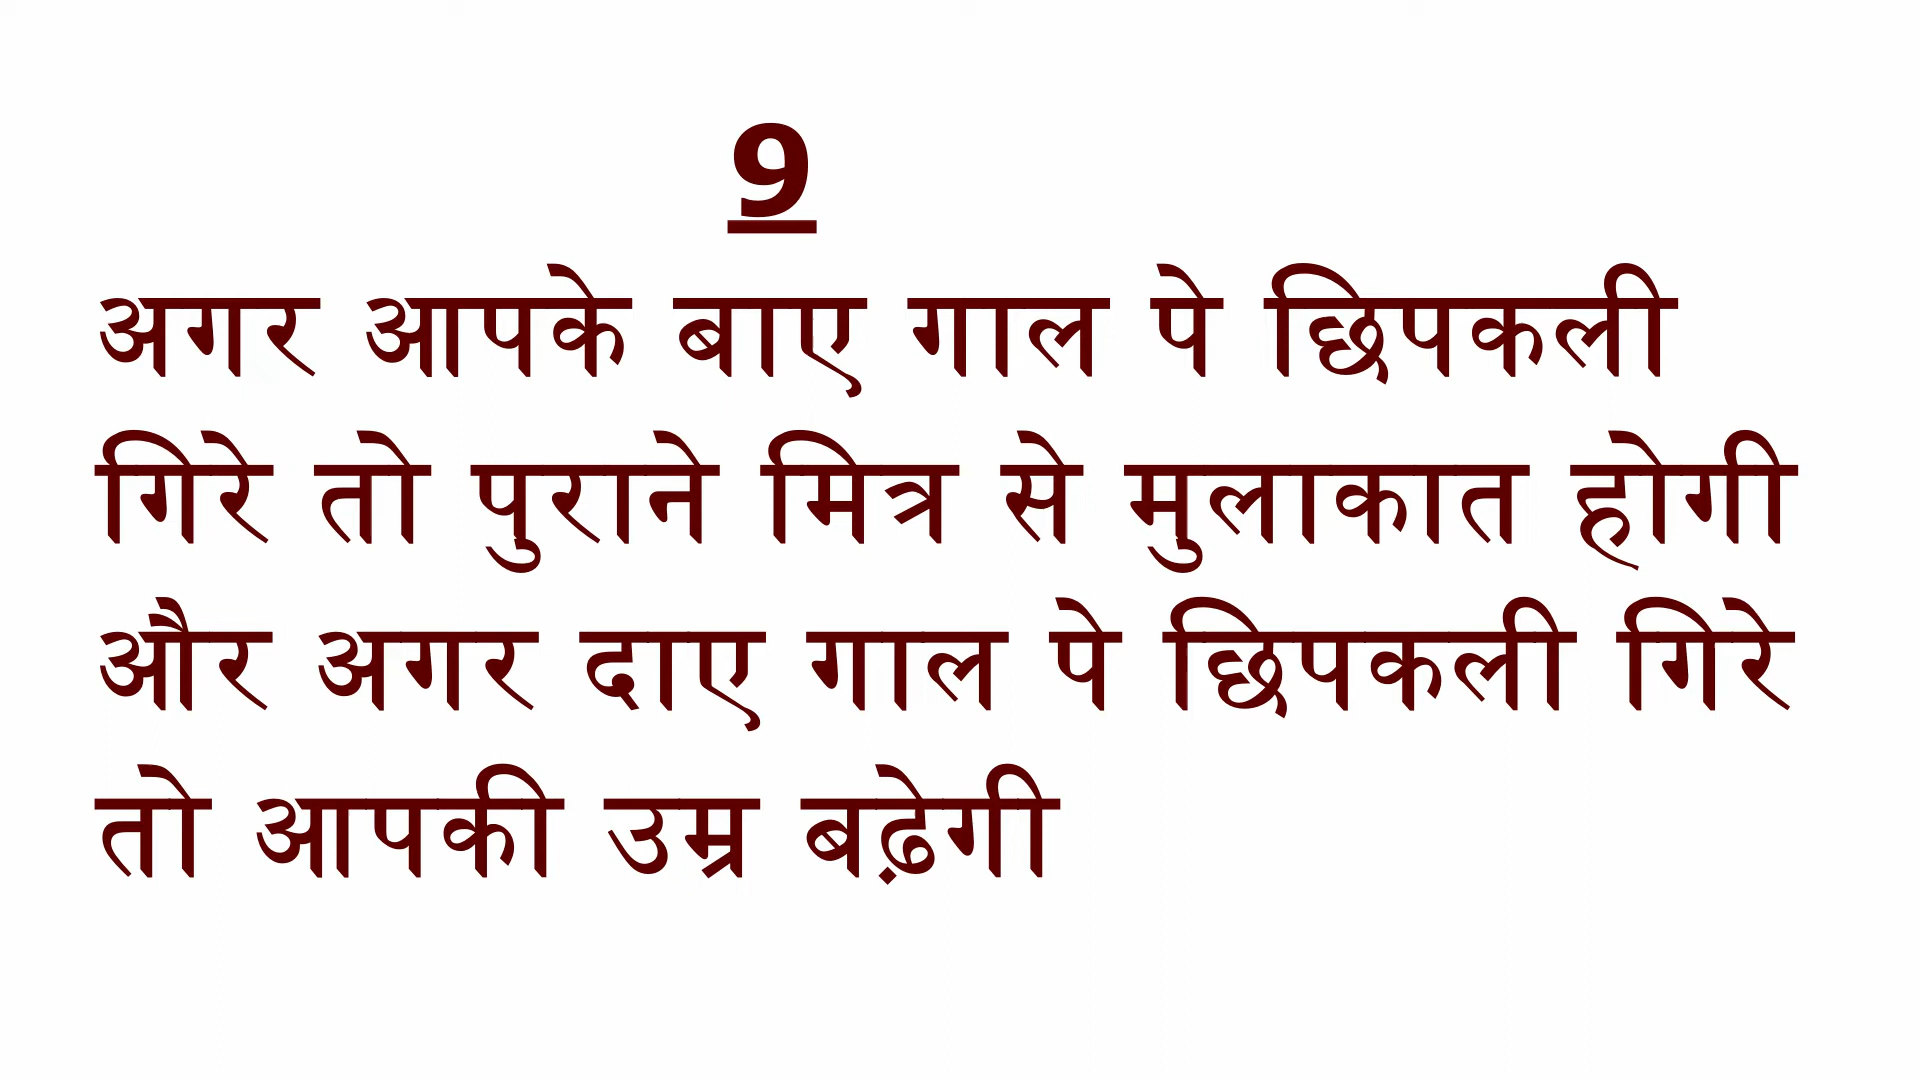 9
अगर आपके बाए गाल पे छिपकली
गिरे तो पुराने मित्र से मुलाकात होगी
और अगर दाए गाल पे छिपकली गिरे
तो आपकी उम्र बढ़ेगी